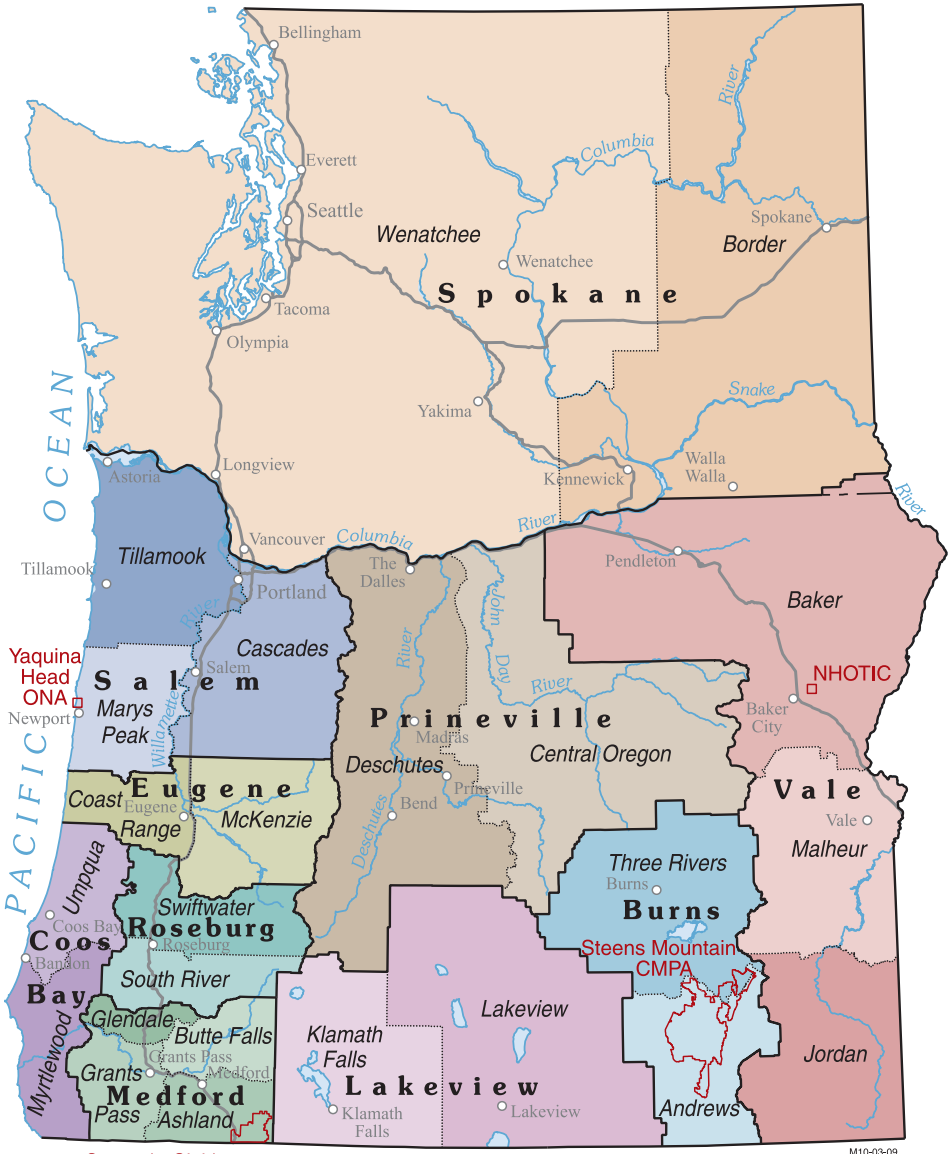 Bellingham
River
Columbia
Everett
Seattle
Spokane
Wenatchee
Border
Wenatchee
Spokane
Tacoma
Olympia
Snake
Yakima
OCEAN
Longview
Walla
Walla
Kennewick
Astoria
River
River
Columbia
Vancouver
Tillamook
The
Dalles
Pendleton
Tillamook
Portland
John
Day
Baker
River
River
Cascades
Yaquina
Head
ONA
Salem
Salem
River
NHOTIC
Newport
Marys
Peak
Willamette
Prineville
Madras
Baker
City
Central Oregon
Deschutes
Eugene
Coast
Range
Eugene
McKenzie
Prineville
Bend
Deschutes
Vale
Vale
Malheur
PACIFIC
Umpqua
Three Rivers
Burns
Burns
Swiftwater
Roseburg
Roseburg
Coos Bay
Coos
Bandon
Bay
Steens Mountain
CMPA
South River
Glendale
Butte Falls
Lakeview
Klamath
Falls
Jordan
Myrtlewood
Grants Pass
Medford
Grants
Pass
Medford
Ashland
Lakeview
Klamath
Falls
Lakeview
Andrews
M10-03-09